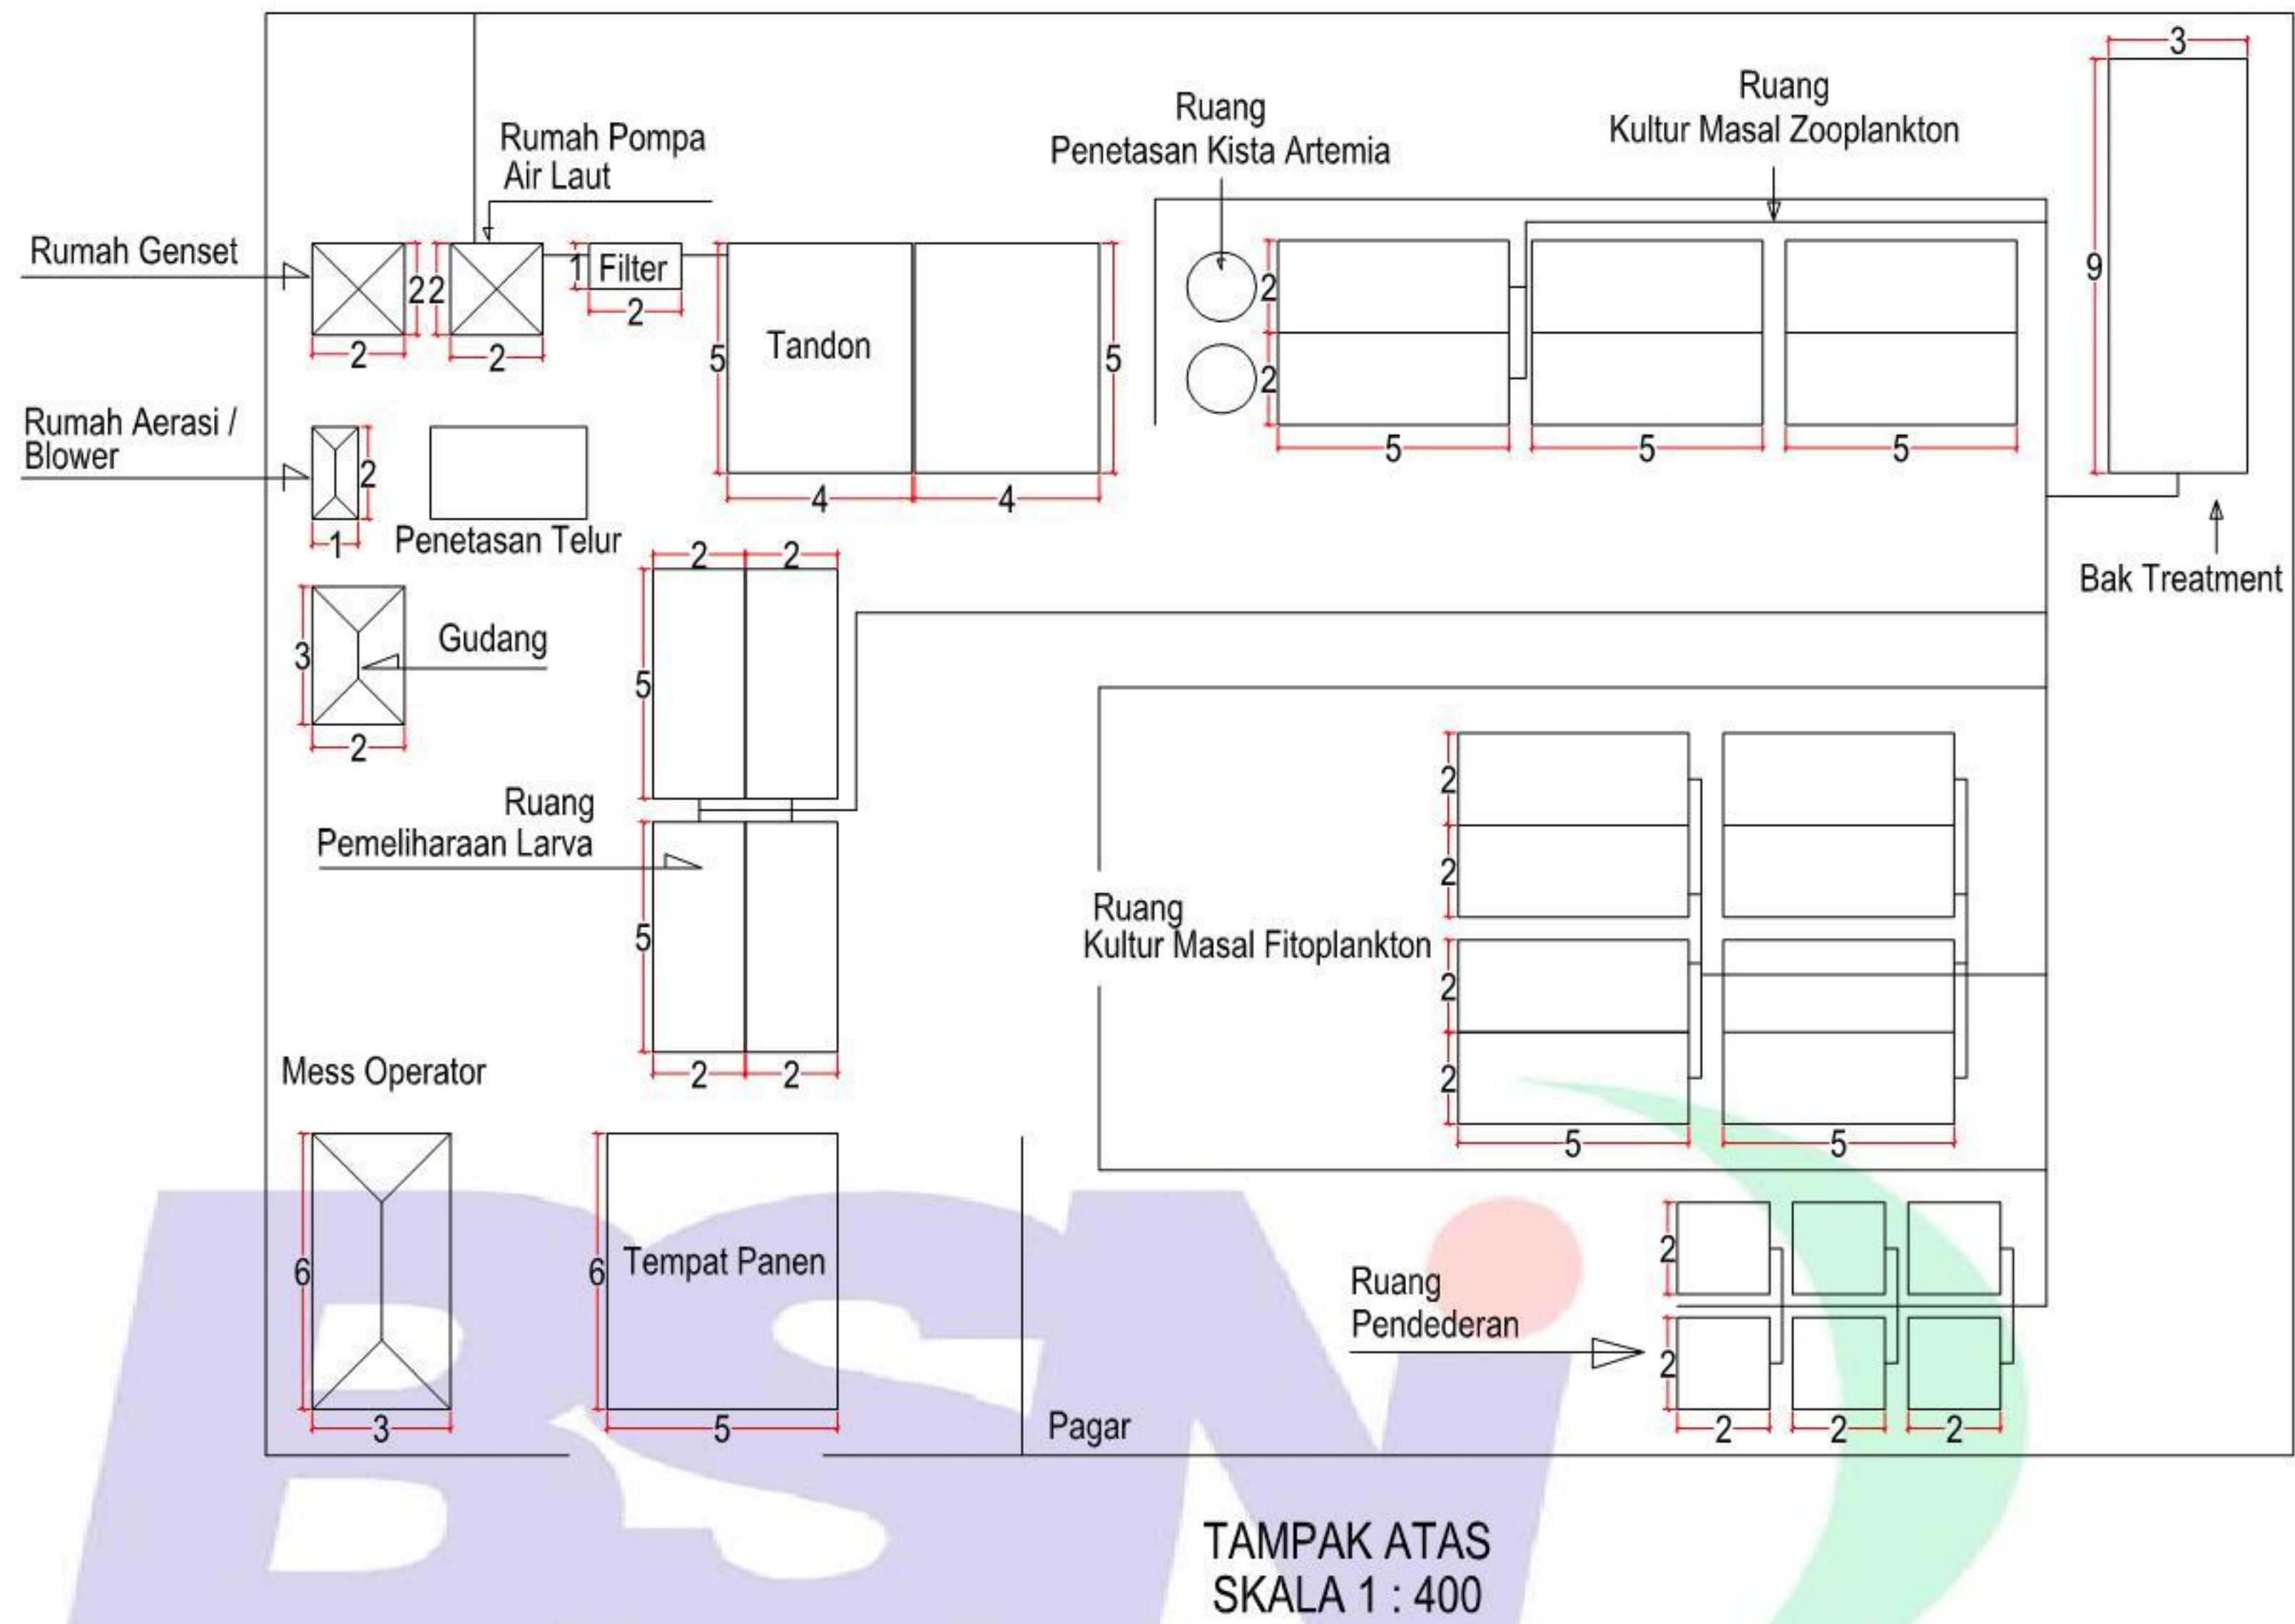 3
Ruang
Kultur Masal Zooplankton
Ruang
Penetasan Kista Artemia
Rumah Pompa
Air Laut
Rumah Genset
2
2
2
2
1
Filter
2
5
Tandon
5
4
4
2
2
5
5
5
9
Rumah Aerasi /
Blower
2
1
Penetasan Telur
Bak Treatment
3
Gudang
2
2
2
5
Ruang
Pemeliharaan Larva
5
2
2
Ruang
Kultur Masal Fitoplankton
2
2
2
2
5
5
Mess Operator
6
3
6
Tempat Panen
5
Pagar
Ruang
Pendederan
2
2
2
2
2
BSNi
TAMPAK ATAS
SKALA 1 : 400